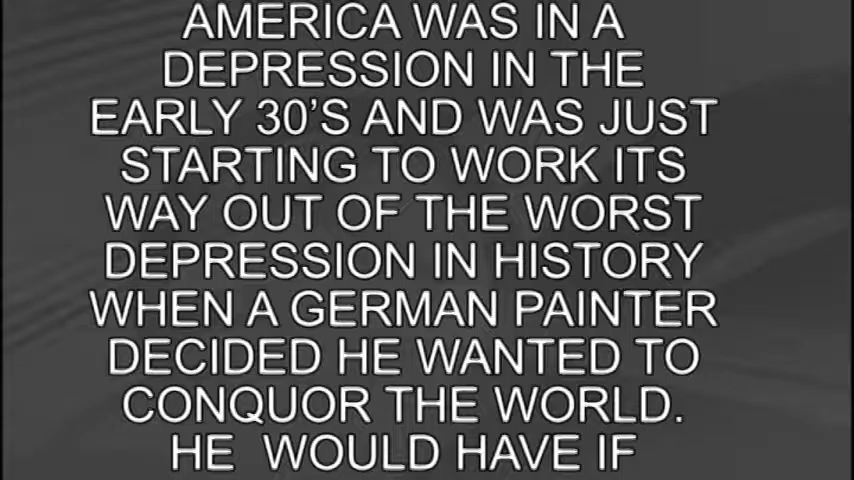 AMERICA WAS IN A
DEPRESSION IN THE
EARLY 30'S AND WAS JUST
STARTING TO WORK ITS
WAY OUT OF THE WORST
DEPRESSION IN HISTORY
WHEN A GERMAN PAINTER
DECIDED HE WANTED TO
CONQUOR THE WORLD.
HE  WOULD HAVE IF